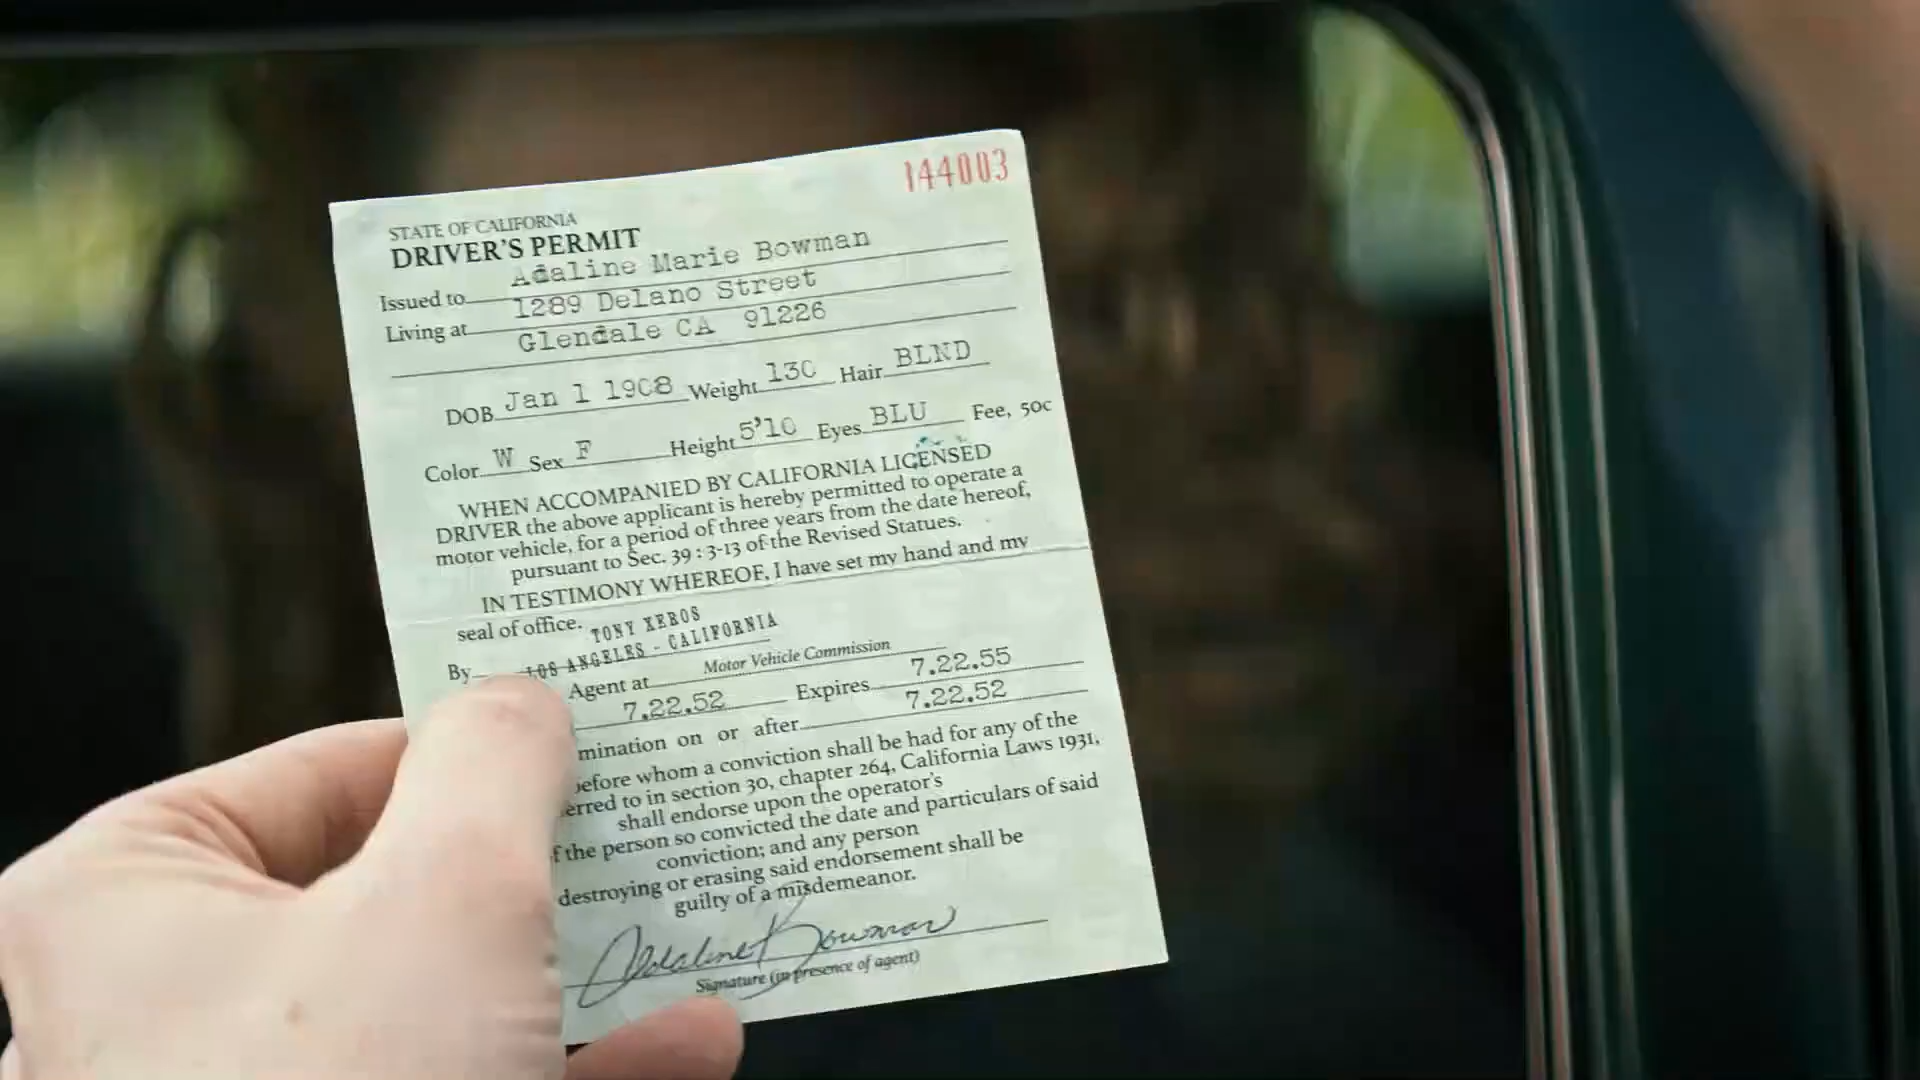 144003
STATE OF CALIFORNIA
DRIVER'S PERMIT
Issued to Adaline Marie Bowman
Living at 1289 Delano Street
Glendale CA 91226
DOB Jan 1 1908 Weight 130 Hair BLND
Color W Sex F Height 5'10 Eyes BLU Fee, 50c
WHEN ACCOMPANIED BY CALIFORNIA LICENSED
DRIVER the above applicant is hereby permitted to operate a
motor vehicle, for a period of three years from the date hereof,
pursuant to Sec. 39 : 3-13 of the Revised Statues.
IN TESTIMONY WHEREOF, I have set my hand and my
seal of office.
TONY XEROS
By LOS ANGELES - CALIFORNIA
Agent at Motor Vehicle Commission
7.22.52 Expires 7.22.55
mination on or after 7.22.52
before whom a conviction shall be had for any of the
erred to in section 30, chapter 264, California Laws 1931,
shall endorse upon the operator's
f the person so convicted the date and particulars of said
conviction; and any person
destroying or erasing said endorsement shall be
guilty of a misdemeanor.
Adaline Bowman
Signature (in presence of agent)